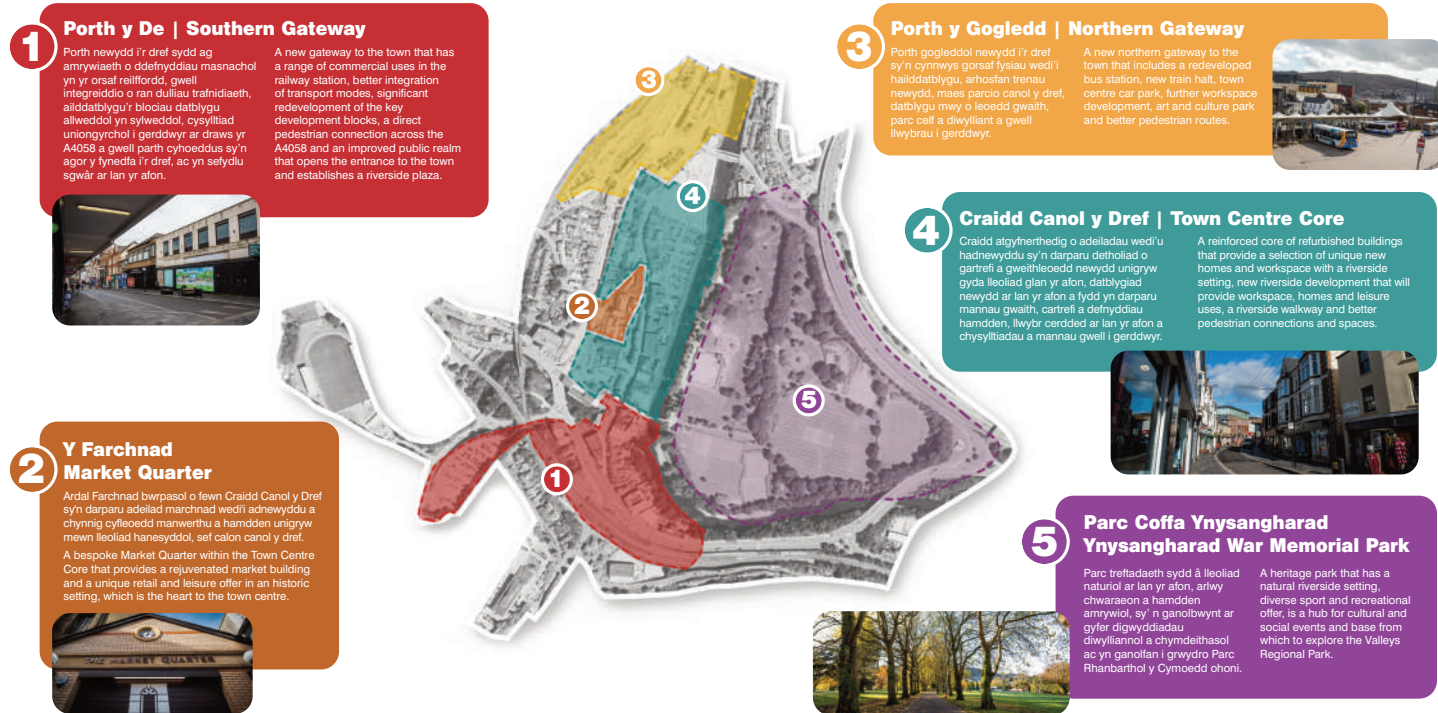 1
Porth y De | Southern Gateway
Porth newydd i'r dref sydd ag
amrywiaeth o ddefnyddiau masnachol
yn yr orsaf reilffordd, gwell
integreiddio o ran dulliau trafnidiaeth,
ailddatblygu'r blociau datblygu
allweddol yn sylweddol, cysylltiad
uniongyrchol i gerddwyr ar draws yr
A4058 a gwell parth cyhoeddus sy'n
agor y fynedfa i'r dref, ac yn sefydlu
sgwâr ar lan yr afon.
A new gateway to the town that has
a range of commercial uses in the
railway station, better integration
of transport modes, significant
redevelopment of the key
development blocks, a direct
pedestrian connection across the
A4058 and an improved public realm
that opens the entrance to the town
and establishes a riverside plaza.
2
Y Farchnad
Market Quarter
Ardal Farchnad bwrpasol o fewn Craidd Canol y Dref
sy'n darparu adeilad marchnad wedi'i adnewyddu a
chynnig cyfleoedd manwerthu a hamdden unigryw
mewn lleoliad hanesyddol, sef calon canol y dref.
A bespoke Market Quarter within the Town Centre
Core that provides a rejuvenated market building
and a unique retail and leisure offer in an historic
setting, which is the heart to the town centre.
THE MARKET QUARTER
3
4
2
5
1
3
Porth y Gogledd | Northern Gateway
Porth gogleddol newydd i'r dref
sy'n cynnwys gorsaf fysiau wedi'i
hailddatblygu, arhosfan trenau
newydd, maes parcio canol y dref,
datblygu mwy o leoedd gwaith,
parc celf a diwylliant a gwell
llwybrau i gerddwyr.
A new northern gateway to the
town that includes a redeveloped
bus station, new train halt, town
centre car park, further workspace
development, art and culture park
and better pedestrian routes.
4
Craidd Canol y Dref | Town Centre Core
Craidd atgyfnerthedig o adeiladau wedi'u
hadnewyddu sy'n darparu detholiad o
gartrefi a gweithleoedd newydd unigryw
gyda lleoliad glan yr afon, datblygiad
newydd ar lan yr afon a fydd yn darparu
mannau gwaith, cartrefi a defnyddiau
hamdden, llwybr cerdded ar lan yr afon a
chysylltiadau a mannau gwell i gerddwyr.
A reinforced core of refurbished buildings
that provide a selection of unique new
homes and workspace with a riverside
setting, new riverside development that will
provide workspace, homes and leisure
uses, a riverside walkway and better
pedestrian connections and spaces.
5
Parc Coffa Ynysangharad
Ynysangharad War Memorial Park
Parc treftadaeth sydd â lleoliad
naturiol ar lan yr afon, arlwy
chwaraeon a hamdden
amrywiol, sy' n ganolbwynt ar
gyfer digwyddiadau
diwylliannol a chymdeithasol
ac yn ganolfan i grwydro Parc
Rhanbarthol y Cymoedd ohoni.
A heritage park that has a
natural riverside setting,
diverse sport and recreational
offer, is a hub for cultural and
social events and base from
which to explore the Valleys
Regional Park.